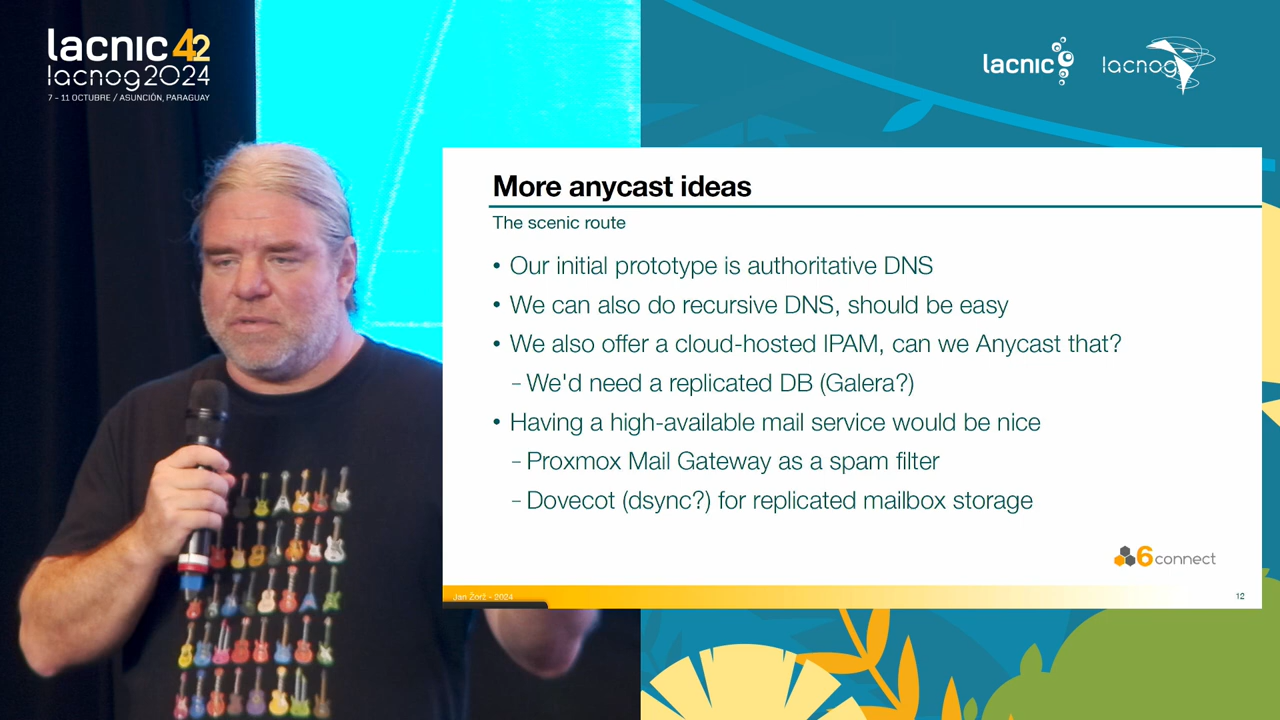 lacnic 42
lacnog2024
7 - 11 OCTUBRE / ASUNCIÓN, PARAGUAY
lacnic
lacnog
More anycast ideas
The scenic route
• Our initial prototype is authoritative DNS
• We can also do recursive DNS, should be easy
• We also offer a cloud-hosted IPAM, can we Anycast that?
– We'd need a replicated DB (Galera?)
• Having a high-available mail service would be nice
– Proxmox Mail Gateway as a spam filter
– Dovecot (dsync?) for replicated mailbox storage
6connect
Jan Žorž - 2024
12